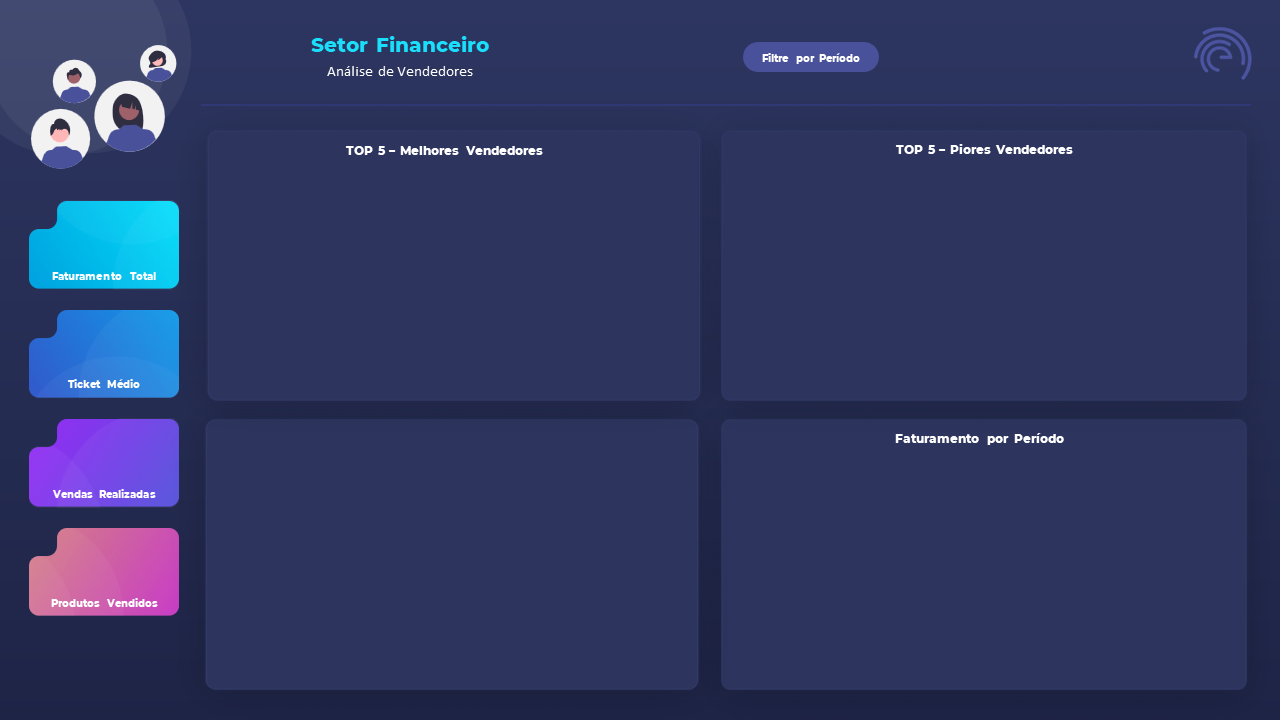 Setor Financeiro
Análise de Vendedores
Filtre por Período
Faturamento Total
Ticket Médio
Vendas Realizadas
Produtos Vendidos
TOP 5 – Melhores Vendedores
TOP 5 – Piores Vendedores
Faturamento por Período